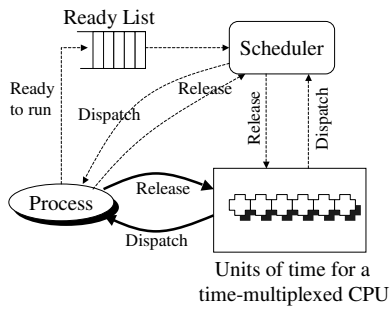 Ready List
Scheduler
Ready
to run
Dispatch
Release
Release
Dispatch
Process
Release
Dispatch
Units of time for a
time-multiplexed CPU